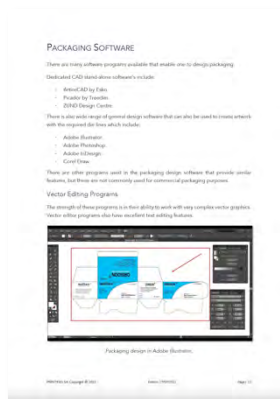 PACKAGING SOFTWARE
There are many software programs available that enable one to design packaging.
Dedicated CAD stand-alone software's include:
- ArtiosCAD by Esko.
- Picador by Treedim.
- ZUND Design Centre.
There is also wide range of general design software that can also be used to create artwork
with the required die lines which include:
- Adobe Illustrator.
- Adobe Photoshop.
- Adobe InDesign.
- Corel Draw.
There are other programs used in the packaging design software that provide similar
features, but these are not commonly used for commercial packaging purposes.
Vector Editing Programs
The strength of these programs is in their ability to work with very complex vector graphics.
Vector editor programs also have excellent text editing features.
Packaging design in Adobe Illustrator.